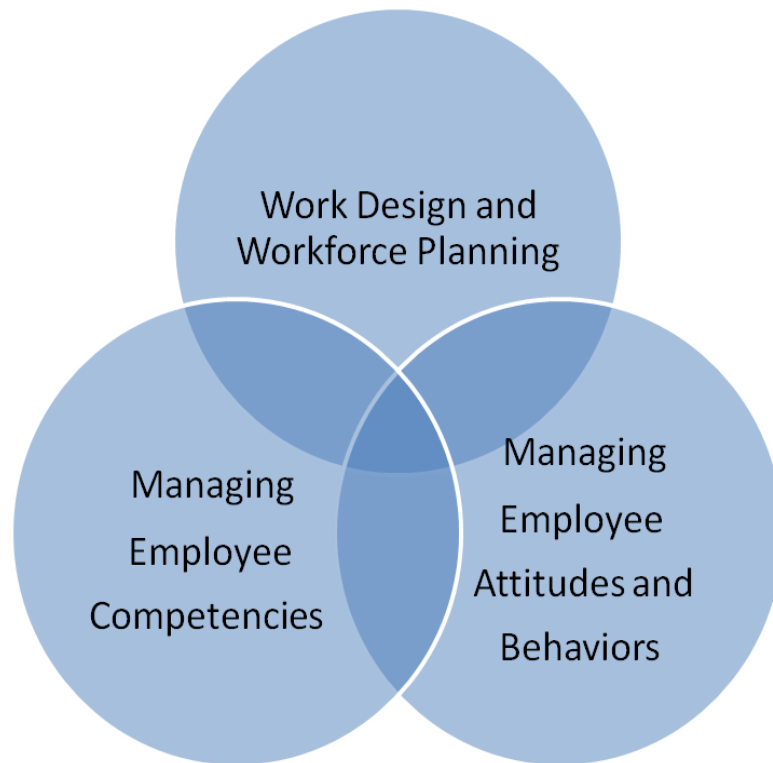 Work Design and
Workforce Planning
Managing
Employee
Competencies
Managing
Employee
Attitudes and
Behaviors